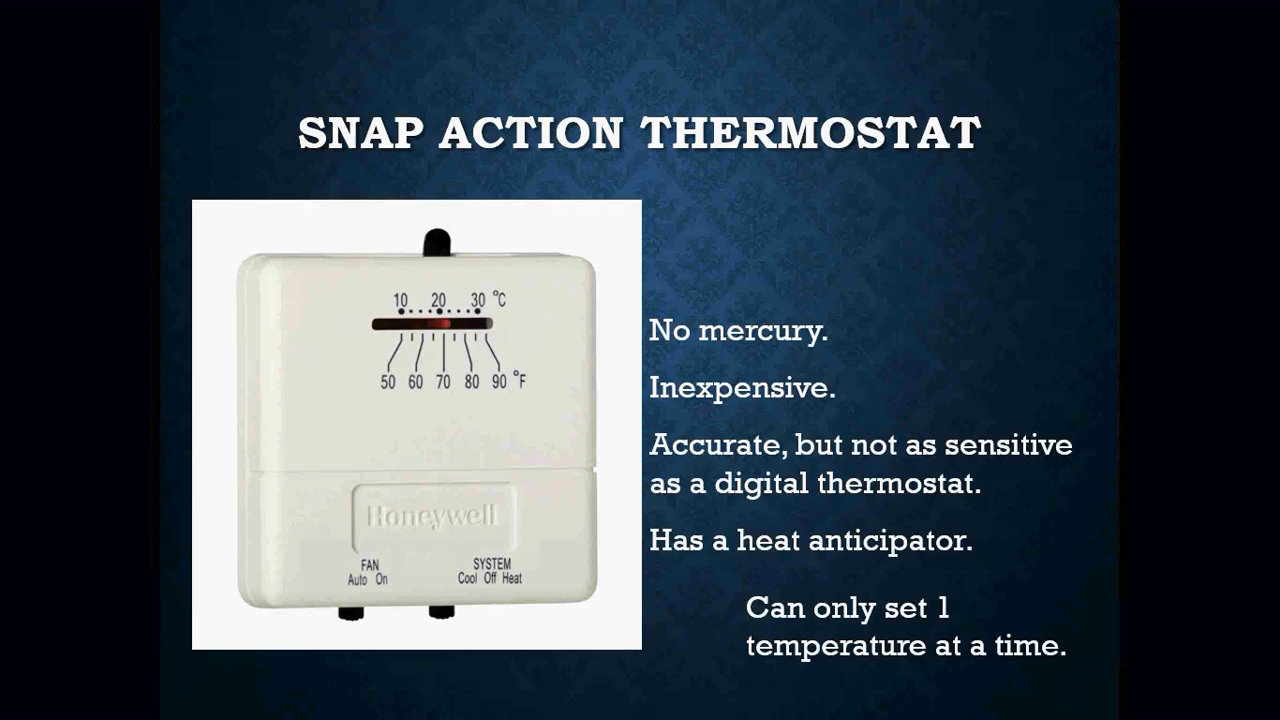 SNAP ACTION THERMOSTAT
10 20 30 °C
50 60 70 80 90 °F
Honeywell
FAN
Auto On
SYSTEM
Cool Off Heat
No mercury.
Inexpensive.
Accurate, but not as sensitive
as a digital thermostat.
Has a heat anticipator.
Can only set 1
temperature at a time.